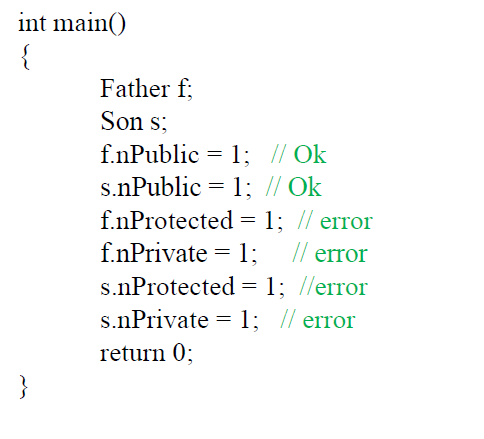 int main()
{
Father f;
Son s;
f.nPublic = 1; // Ok
s.nPublic = 1; // Ok
f.nProtected = 1; // error
f.nPrivate = 1; // error
s.nProtected = 1; //error
s.nPrivate = 1; // error
return 0;
}